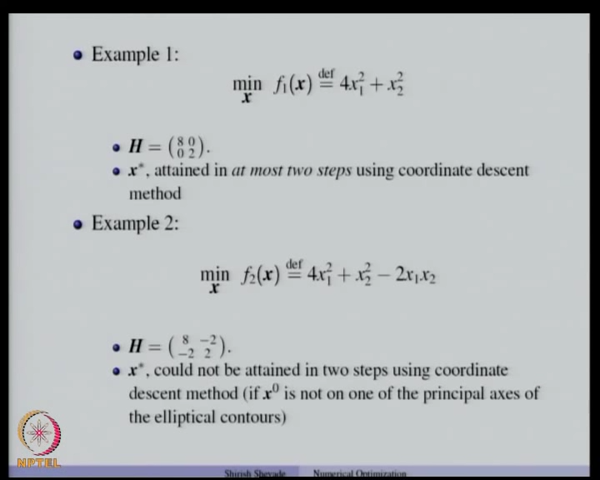 • Example 1:
min f₁(x) def= 4x₁² + x₂²
x
• H = (8 0
0 2).
• x*, attained in at most two steps using coordinate descent
method
• Example 2:
min f₂(x) def= 4x₁² + x₂² − 2x₁x₂
x
• H = (8 −2
−2 2).
• x*, could not be attained in two steps using coordinate
descent method (if x⁰ is not on one of the principal axes of
the elliptical contours)
NPTEL
Shirish Shevade Numerical Optimization